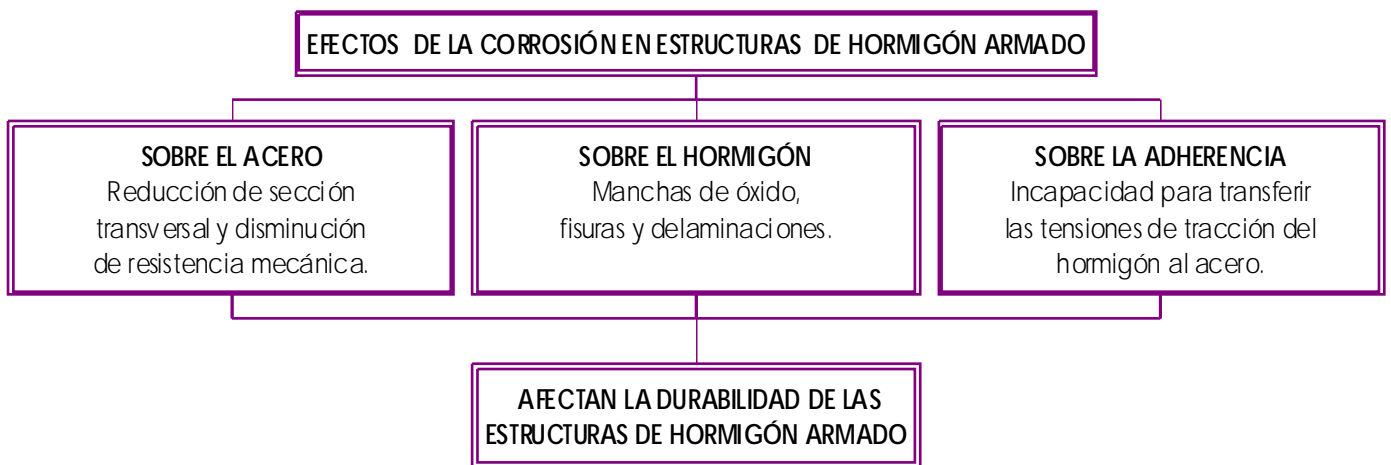 EFECTOS DE LA CORROSIÓN EN ESTRUCTURAS DE HORMIGÓN ARMADO
SOBRE EL ACERO
Reducción de sección
transversal y disminución
de resistencia mecánica.
SOBRE EL HORMIGÓN
Manchas de óxido,
fisuras y delaminaciones.
SOBRE LA ADHERENCIA
Incapacidad para transferir
las tensiones de tracción del
hormigón al acero.
AFECTAN LA DURABILIDAD DE LAS
ESTRUCTURAS DE HORMIGÓN ARMADO